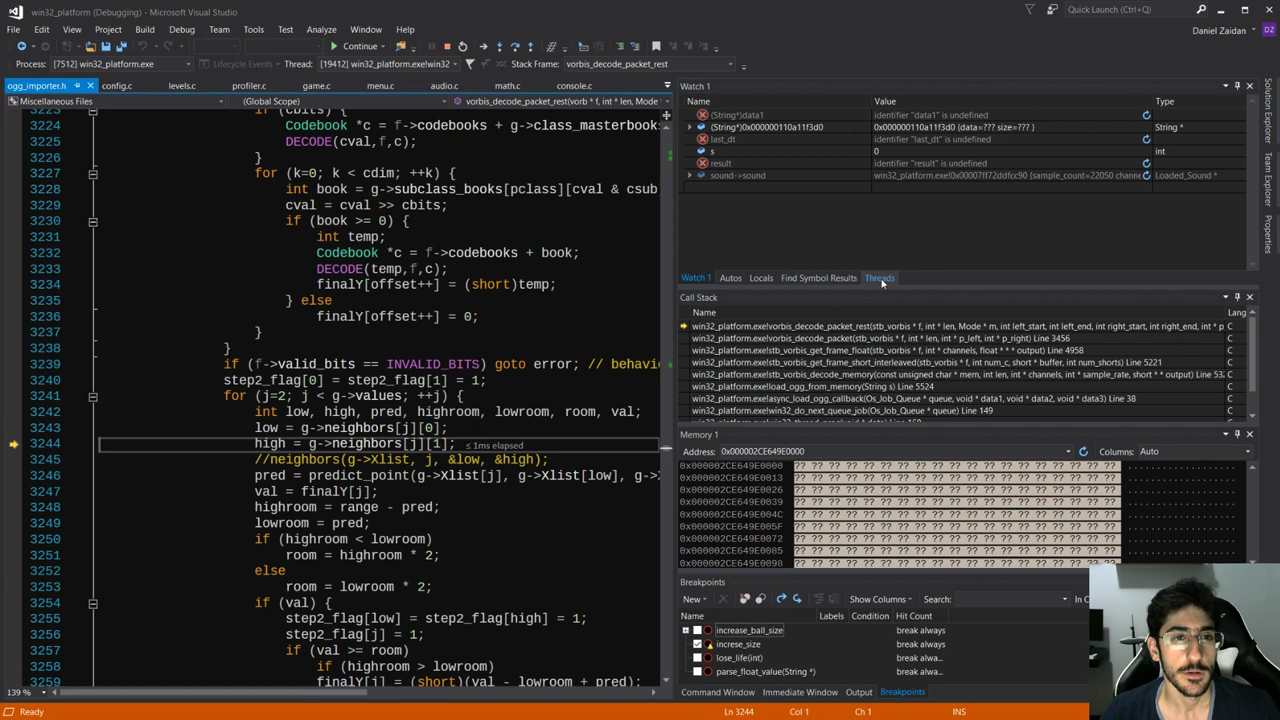 win32_platform (Debugging) - Microsoft Visual Studio
Quick Launch (Ctrl+Q)
File Edit View Project Build Debug Team Tools Test Analyze Window Help
Daniel Zaidan DZ
Continue
Process: [7512] win32_platform.exe Lifecycle Events Thread: [19412] win32_platform.exe!win32 Stack Frame: vorbis_decode_packet_rest
ogg_importer.h config.c levels.c profiler.c game.c menu.c audio.c math.c console.c
Miscellaneous Files (Global Scope) vorbis_decode_packet_rest(vorb * f, int * len, Mode
3223 if (cbits) {
3224 Codebook *c = f->codebooks + g->class_masterbook
3225 DECODE(cval,f,c);
3226 }
3227 for (k=0; k < cdim; ++k) {
3228 int book = g->subclass_books[pclass][cval & csub
3229 cval = cval >> cbits;
3230 if (book >= 0) {
3231 int temp;
3232 Codebook *c = f->codebooks + book;
3233 DECODE(temp,f,c);
3234 finalY[offset++] = (short)temp;
3235 } else
3236 finalY[offset++] = 0;
3237 }
3238 }
3239 if (f->valid_bits == INVALID_BITS) goto error; // behavio
3240 step2_flag[0] = step2_flag[1] = 1;
3241 for (j=2; j < g->values; ++j) {
3242 int low, high, pred, highroom, lowroom, room, val;
3243 low = g->neighbors[j][0];
3244 high = g->neighbors[j][1]; ≤ 1ms elapsed
3245 //neighbors(g->Xlist, j, &low, &high);
3246 pred = predict_point(g->Xlist[j], g->Xlist[low], g->X
3247 val = finalY[j];
3248 highroom = range - pred;
3249 lowroom = pred;
3250 if (highroom < lowroom)
3251 room = highroom * 2;
3252 else
3253 room = lowroom * 2;
3254 if (val) {
3255 step2_flag[low] = step2_flag[high] = 1;
3256 step2_flag[j] = 1;
3257 if (val >= room)
3258 if (highroom > lowroom)
3259 finalY[j] = (short)(val - lowroom + pred);
139 %
Watch 1
Name Value Type
(String*)data1 identifier "data1" is undefined
(String*)0x000000110a11f3d0 0x000000110a11f3d0 {data=??? size=??? } String *
last_dt identifier "last_dt" is undefined
s 0 int
result identifier "result" is undefined
sound->sound win32_platform.exe!0x00007ff72ddfcc90 {sample_count=22050 channe Loaded_Sound *
Watch 1 Autos Locals Find Symbol Results Threads
Call Stack
Name Lang
win32_platform.exe!vorbis_decode_packet_rest(stb_vorbis * f, int * len, Mode * m, int left_start, int left_end, int right_start, int right_end, int * p C
win32_platform.exe!vorbis_decode_packet(stb_vorbis * f, int * len, int * p_left, int * p_right) Line 3456 C
win32_platform.exe!stb_vorbis_get_frame_float(stb_vorbis * f, int * channels, float * * * output) Line 4958 C
win32_platform.exe!stb_vorbis_get_frame_short_interleaved(stb_vorbis * f, int num_c, short * buffer, int num_shorts) Line 5221 C
win32_platform.exe!stb_vorbis_decode_memory(const unsigned char * mem, int len, int * channels, int * sample_rate, short * * output) Line 532 C
win32_platform.exe!load_ogg_from_memory(String s) Line 5524 C
win32_platform.exe!async_load_ogg_callback(Os_Job_Queue * queue, void * data1, void * data2, void * data3) Line 38 C
win32_platform.exe!win32_do_next_queue_job(Os_Job_Queue * queue) Line 149 C
Memory 1
Address: 0x000002CE649E0000 Columns: Auto
0x000002CE649E0000 ?? ?? ?? ?? ?? ?? ?? ?? ?? ?? ?? ?? ?? ?? ?? ?? ?? ?? ?? ...................
0x000002CE649E0013 ?? ?? ?? ?? ?? ?? ?? ?? ?? ?? ?? ?? ?? ?? ?? ?? ?? ?? ?? ...................
0x000002CE649E0026 ?? ?? ?? ?? ?? ?? ?? ?? ?? ?? ?? ?? ?? ?? ?? ?? ?? ?? ?? ...................
0x000002CE649E0039 ?? ?? ?? ?? ?? ?? ?? ?? ?? ?? ?? ?? ?? ?? ?? ?? ?? ?? ?? ...................
0x000002CE649E004C ?? ?? ?? ?? ?? ?? ?? ?? ?? ?? ?? ?? ?? ?? ?? ?? ?? ?? ?? ...................
0x000002CE649E005F ?? ?? ?? ?? ?? ?? ?? ?? ?? ?? ?? ?? ?? ?? ?? ?? ?? ?? ?? ...................
0x000002CE649E0072 ?? ?? ?? ?? ?? ?? ?? ?? ?? ?? ?? ?? ?? ?? ?? ?? ?? ?? ?? ...................
0x000002CE649E0085 ?? ?? ?? ?? ?? ?? ?? ?? ?? ?? ?? ?? ?? ?? ?? ?? ?? ?? ?? ...................
0x000002CE649E0098 ?? ?? ?? ?? ?? ?? ?? ?? ?? ?? ?? ?? ?? ?? ?? ?? ?? ?? ?? ...................
Breakpoints
New Show Columns Search: In C
Name Labels Condition Hit Count
increase_ball_size break always
increse_size break always
lose_life(int) break alwa...
parse_float_value(String *) break alwa...
Command Window Immediate Window Output Breakpoints
Solution Explorer
Team Explorer
Properties
Ready Ln 3244 Col 1 Ch 1 INS